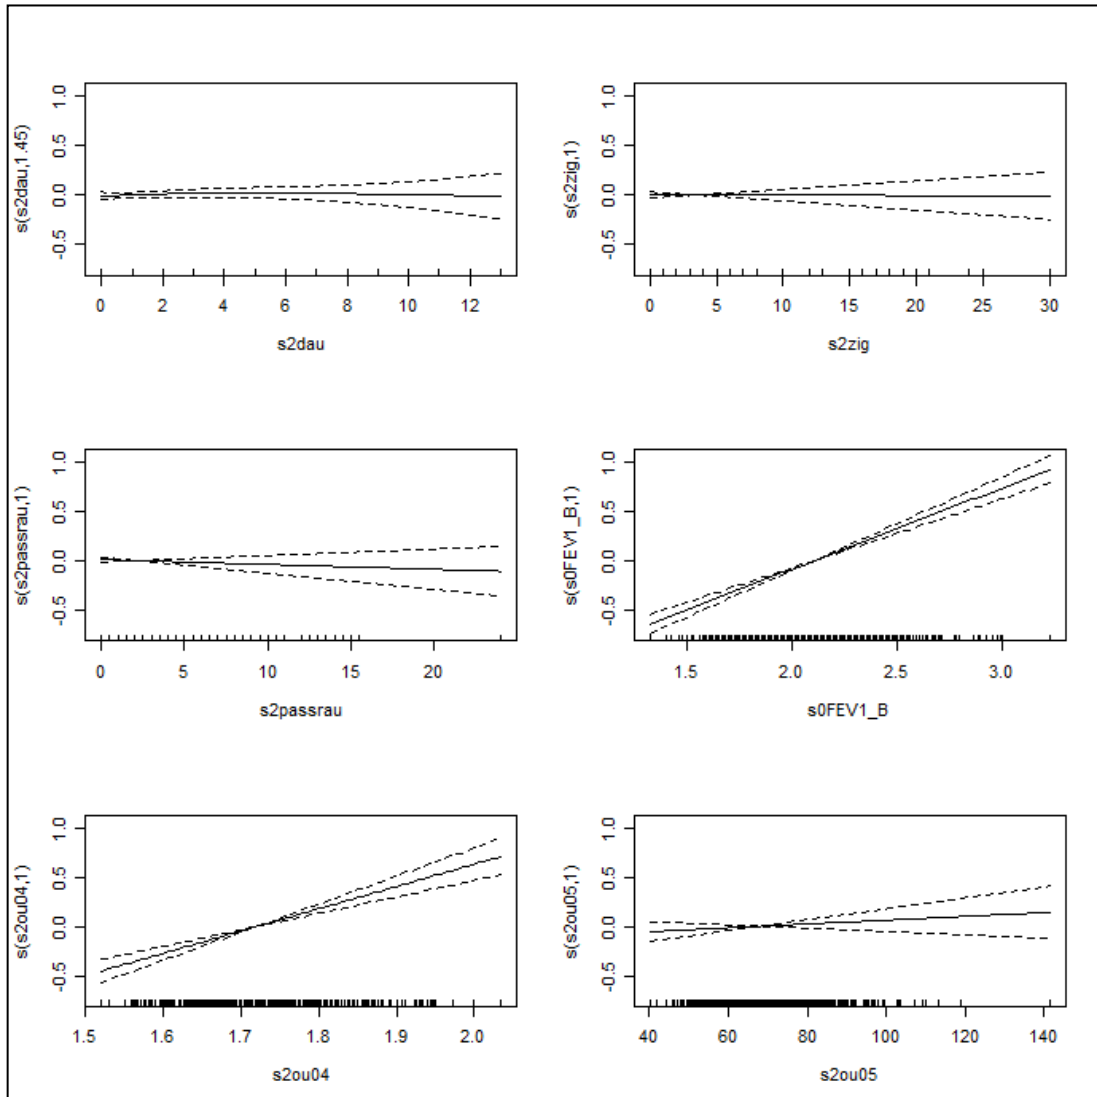 s(s2dau,1.45)
1.0
0.5
0.0
-0.5
0 2 4 6 8 10 12
s2dau
s(s2zig,1)
1.0
0.5
0.0
-0.5
0 5 10 15 20 25 30
s2zig
s(s2passrau,1)
1.0
0.5
0.0
-0.5
0 5 10 15 20
s2passrau
s(s0FEV1_B,1)
1.0
0.5
0.0
-0.5
1.5 2.0 2.5 3.0
s0FEV1_B
s(s2ou04,1)
1.0
0.5
0.0
-0.5
1.5 1.6 1.7 1.8 1.9 2.0
s2ou04
s(s2ou05,1)
1.0
0.5
0.0
-0.5
40 60 80 100 120 140
s2ou05